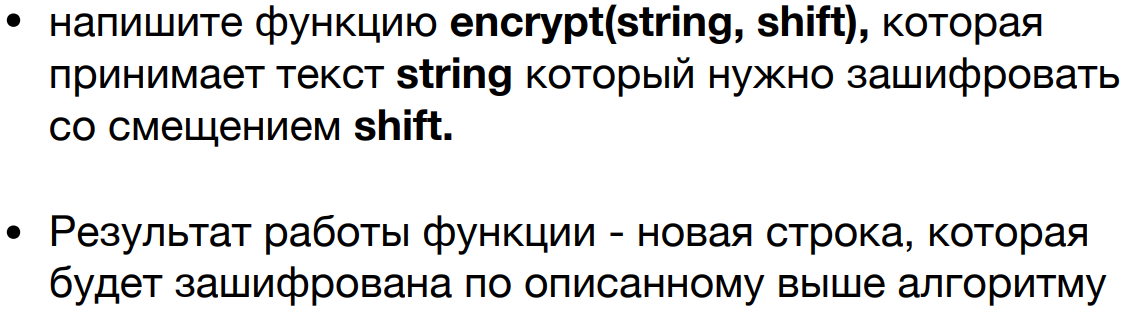 • напишите функцию encrypt(string, shift), которая
принимает текст string который нужно зашифровать
со смещением shift.
• Результат работы функции - новая строка, которая
будет зашифрована по описанному выше алгоритму